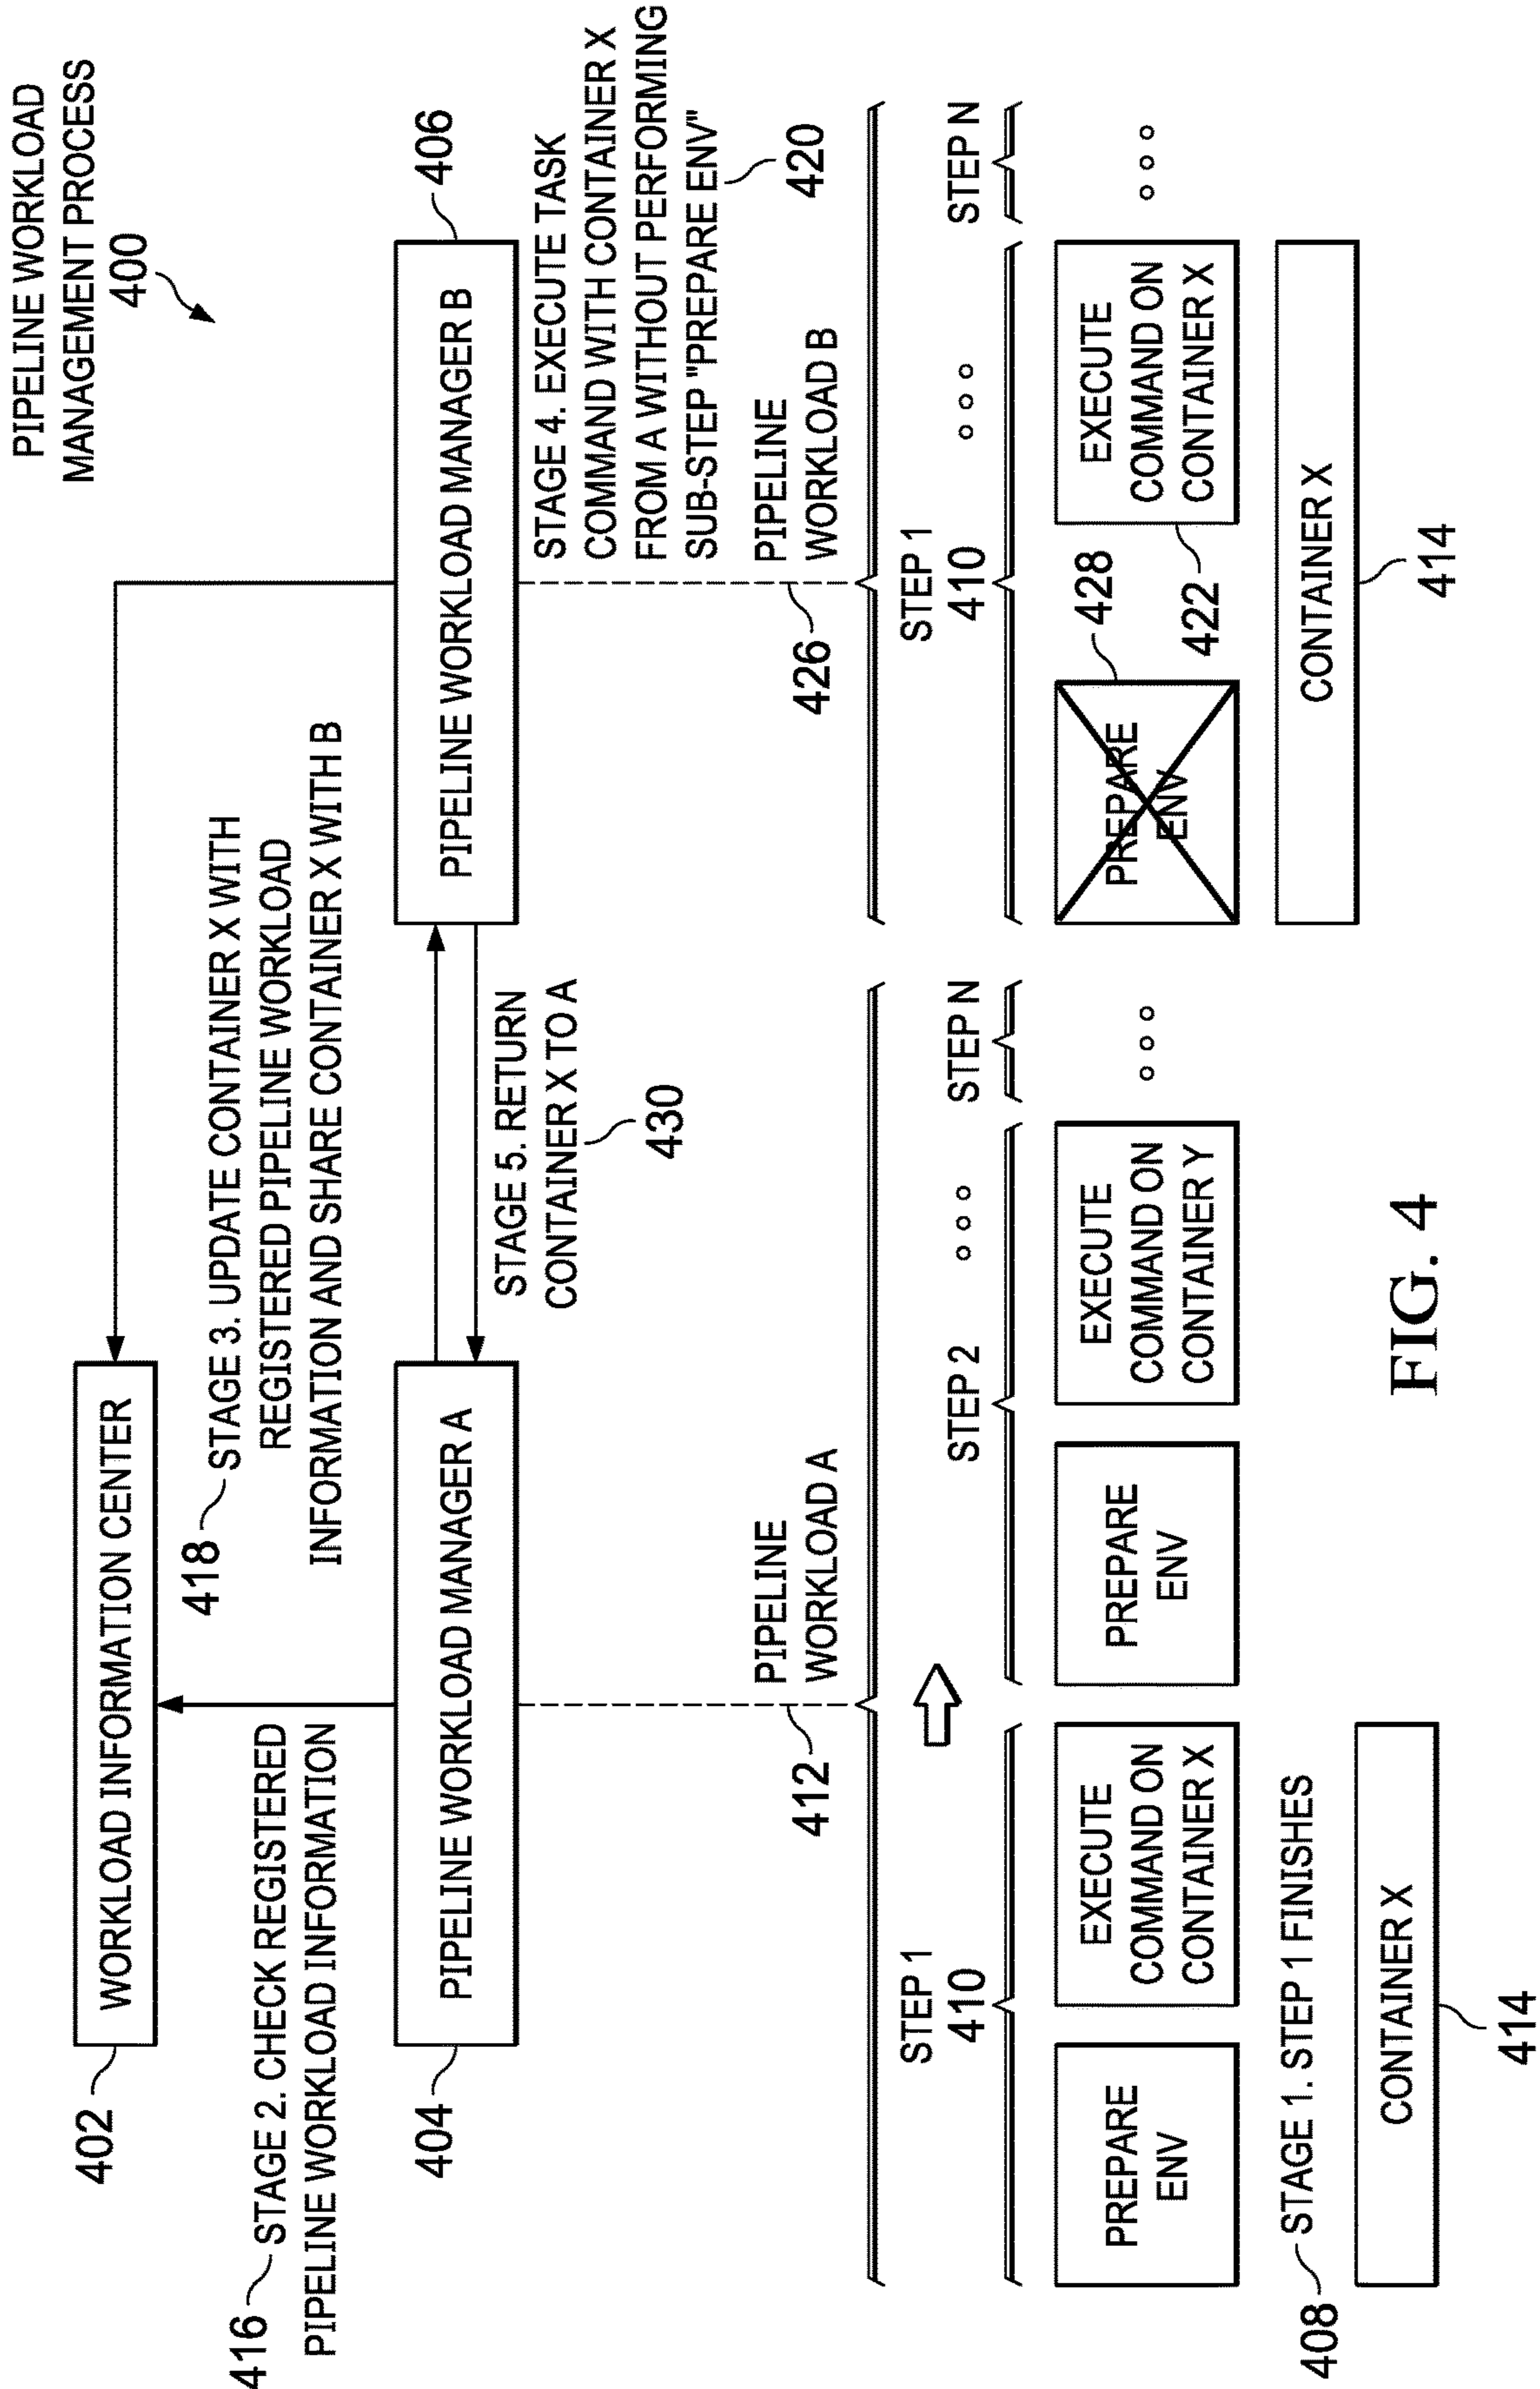 PIPELINE WORKLOAD
MANAGEMENT PROCESS
400
402
WORKLOAD INFORMATION CENTER
416
STAGE 2. CHECK REGISTERED
PIPELINE WORKLOAD INFORMATION
418
STAGE 3. UPDATE CONTAINER X WITH
REGISTERED PIPELINE WORKLOAD
INFORMATION AND SHARE CONTAINER X WITH B
404
PIPELINE WORKLOAD MANAGER A
PIPELINE WORKLOAD MANAGER B
406
STAGE 5. RETURN
CONTAINER X TO A
430
STAGE 4. EXECUTE TASK
COMMAND WITH CONTAINER X
FROM A WITHOUT PERFORMING
SUB-STEP "PREPARE ENV"
420
412
PIPELINE
WORKLOAD A
426
PIPELINE
WORKLOAD B
STEP 1
410
STEP 2
STEP N
STEP 1
410
STEP N
PREPARE
ENV
EXECUTE
COMMAND ON
CONTAINER X
PREPARE
ENV
EXECUTE
COMMAND ON
CONTAINER Y
PREPARE
ENV
428
EXECUTE
COMMAND ON
CONTAINER X
422
408
STAGE 1. STEP 1 FINISHES
CONTAINER X
414
CONTAINER X
414
FIG. 4